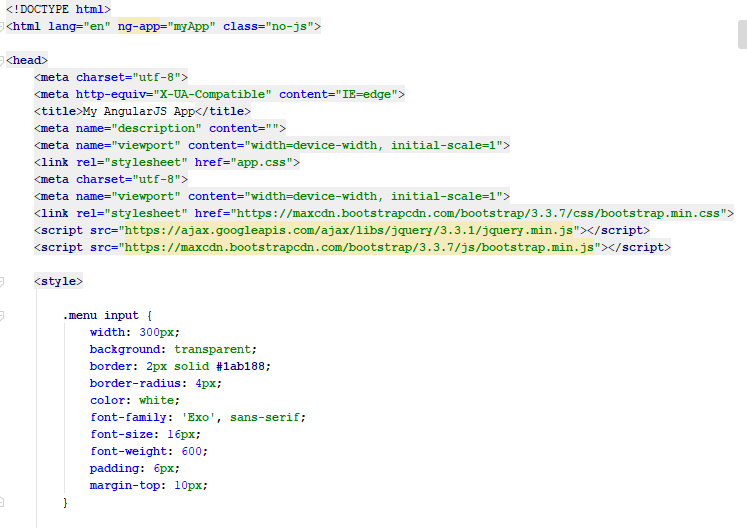 <!DOCTYPE html>
<html lang="en" ng-app="myApp" class="no-js">
<head>
<meta charset="utf-8">
<meta http-equiv="X-UA-Compatible" content="IE=edge">
<title>My AngularJS App</title>
<meta name="description" content="">
<meta name="viewport" content="width=device-width, initial-scale=1">
<link rel="stylesheet" href="app.css">
<meta charset="utf-8">
<meta name="viewport" content="width=device-width, initial-scale=1">
<link rel="stylesheet" href="https://maxcdn.bootstrapcdn.com/bootstrap/3.3.7/css/bootstrap.min.css">
<script src="https://ajax.googleapis.com/ajax/libs/jquery/3.3.1/jquery.min.js"></script>
<script src="https://maxcdn.bootstrapcdn.com/bootstrap/3.3.7/js/bootstrap.min.js"></script>
<style>
.menu input {
width: 300px;
background: transparent;
border: 2px solid #1ab188;
border-radius: 4px;
color: white;
font-family: 'Exo', sans-serif;
font-size: 16px;
font-weight: 600;
padding: 6px;
margin-top: 10px;
}